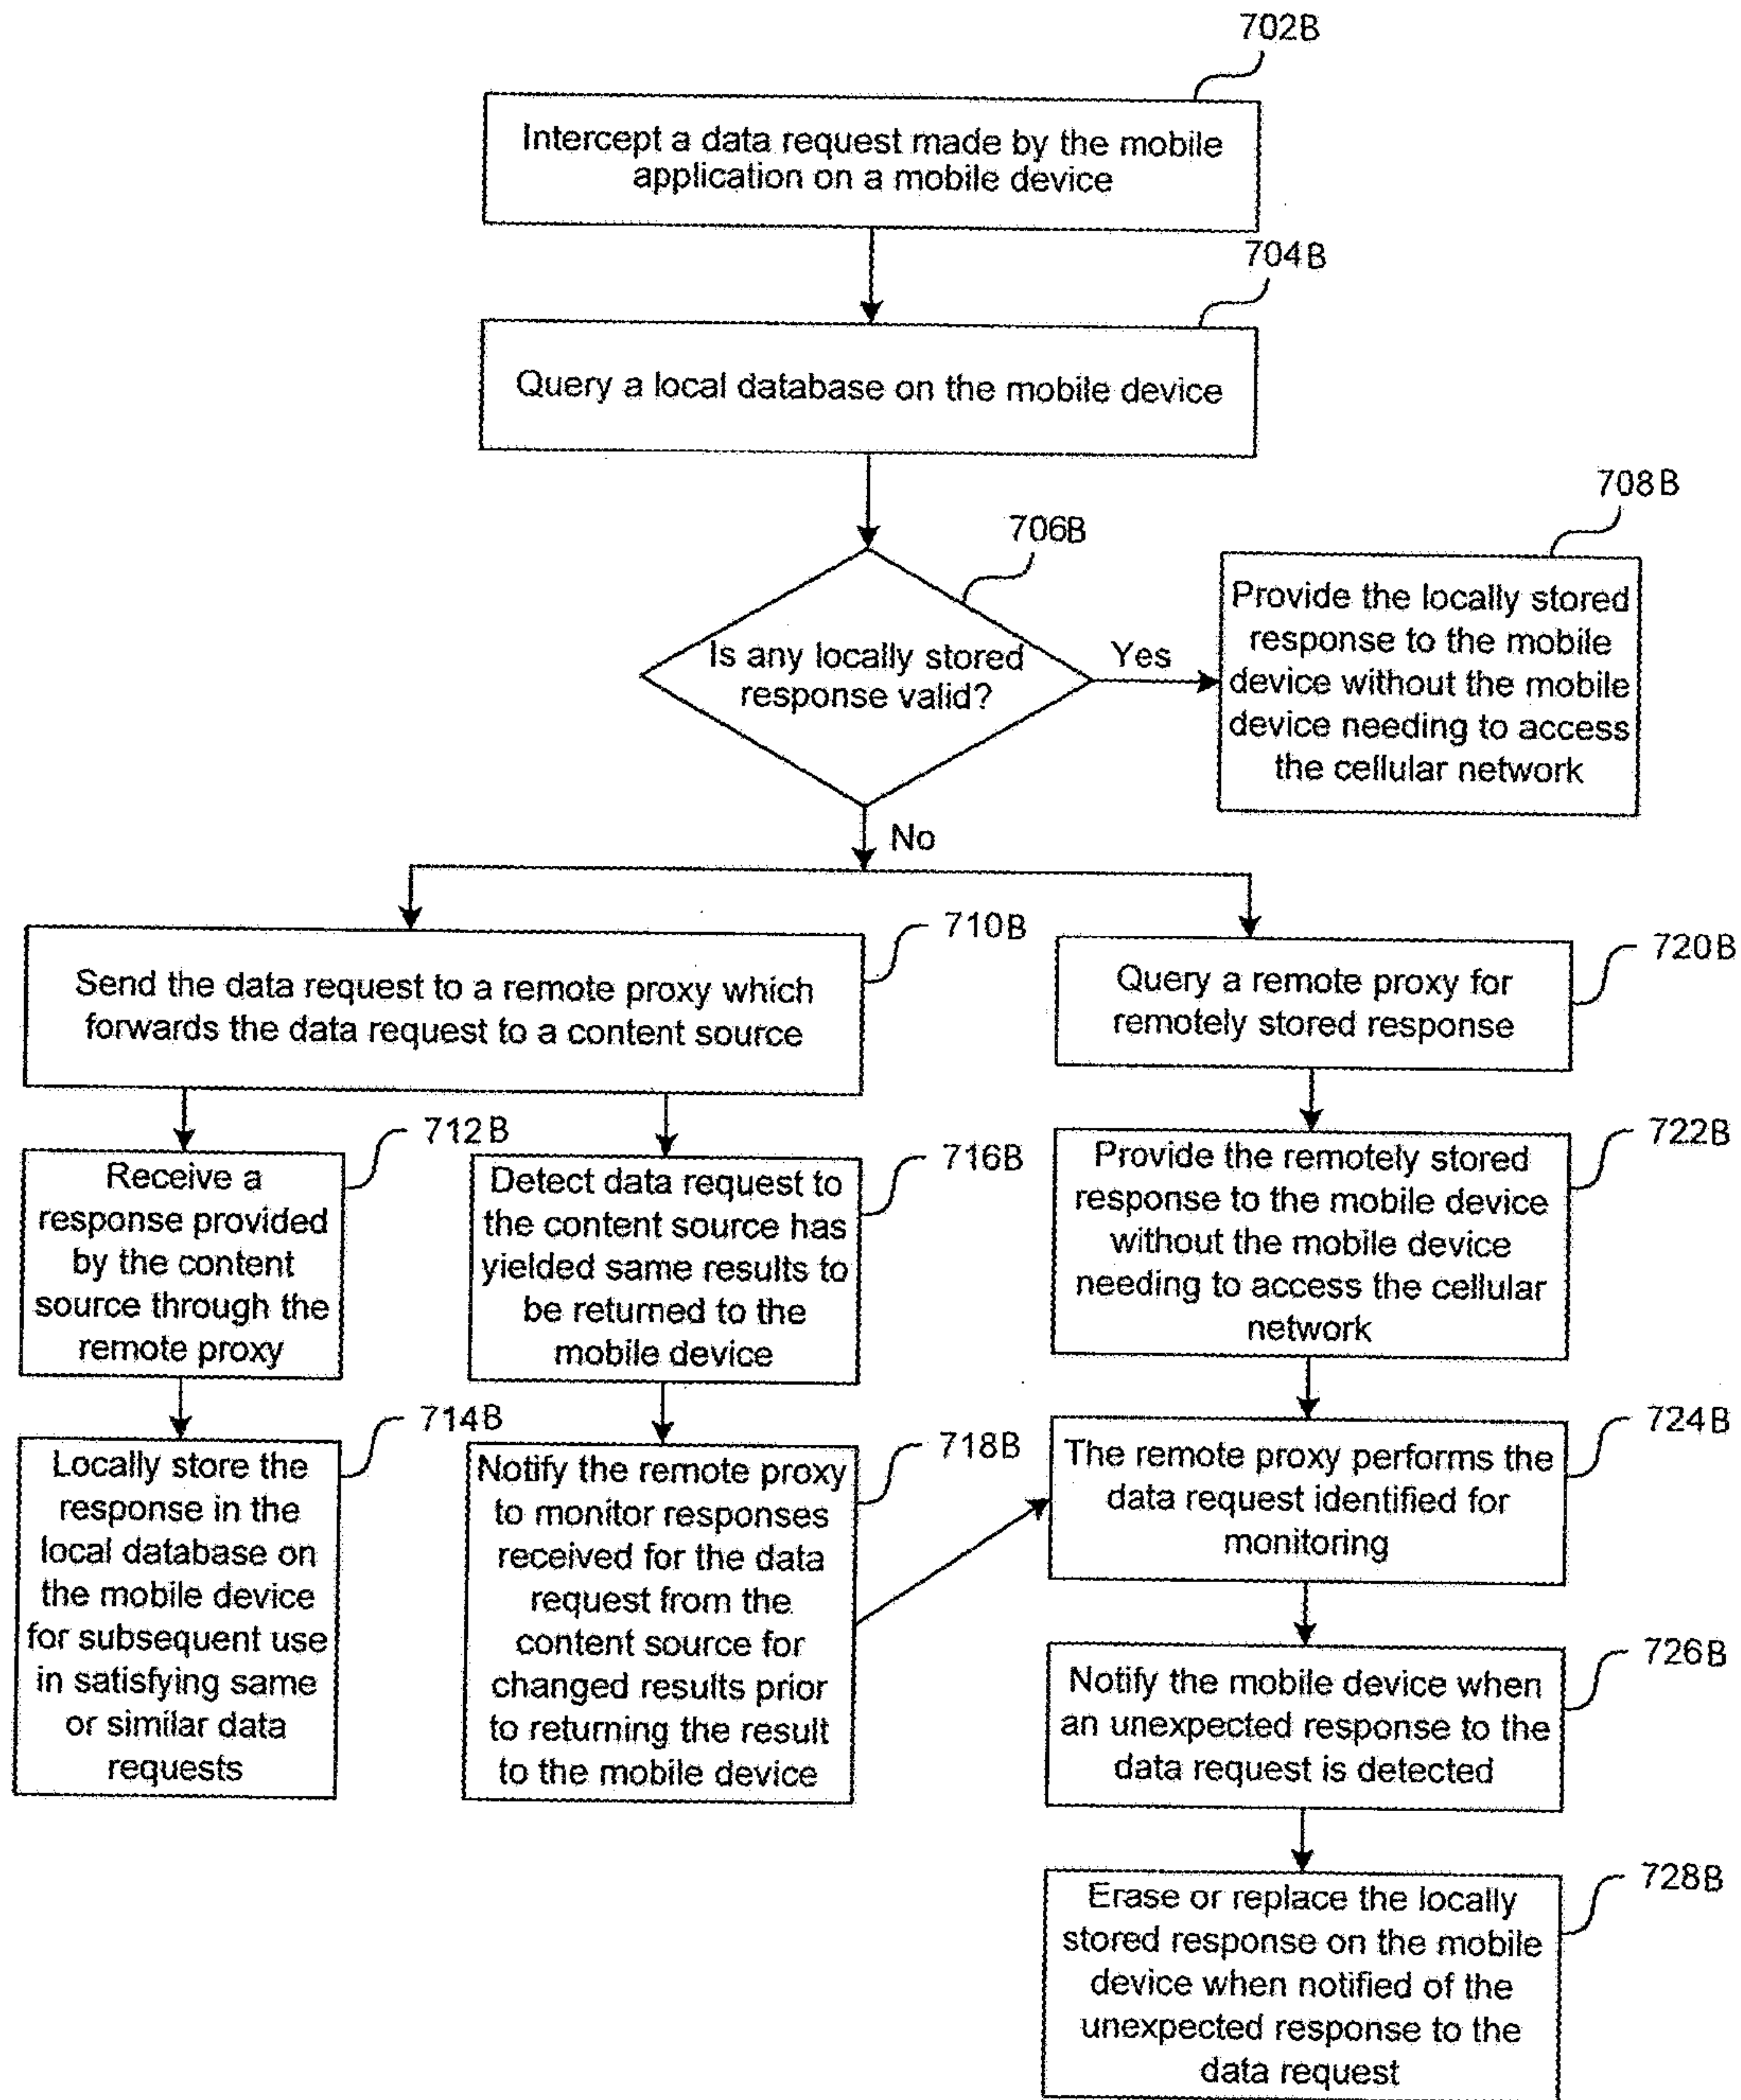 702B
Intercept a data request made by the mobile
application on a mobile device
704B
Query a local database on the mobile device
706B
Is any locally stored
response valid?
Yes
708B
Provide the locally stored
response to the mobile
device without the mobile
device needing to access
the cellular network
No
710B
Send the data request to a remote proxy which
forwards the data request to a content source
712B
Receive a
response provided
by the content
source through the
remote proxy
714B
Locally store the
response in the
local database on
the mobile device
for subsequent use
in satisfying same
or similar data
requests
716B
Detect data request to
the content source has
yielded same results to
be returned to the
mobile device
718B
Notify the remote proxy
to monitor responses
received for the data
request from the
content source for
changed results prior
to returning the result
to the mobile device
720B
Query a remote proxy for
remotely stored response
722B
Provide the remotely stored
response to the mobile device
without the mobile device
needing to access the cellular
network
724B
The remote proxy performs the
data request identified for
monitoring
726B
Notify the mobile device when
an unexpected response to the
data request is detected
728B
Erase or replace the locally
stored response on the mobile
device when notified of the
unexpected response to the
data request